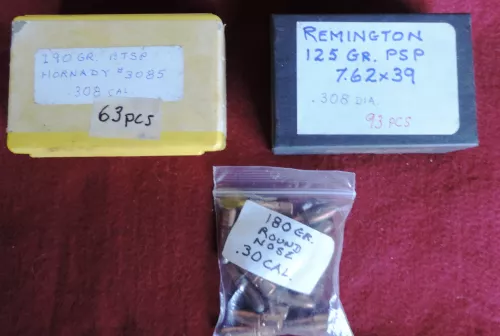 190 GR. BTSP
HORNADY #3085
.308 CAL
63 PCS
REMINGTON
125 GR. PSP
7.62x39
.308 DIA.
93 PCS
180 GR.
ROUND
NOSE
.30 CAL.